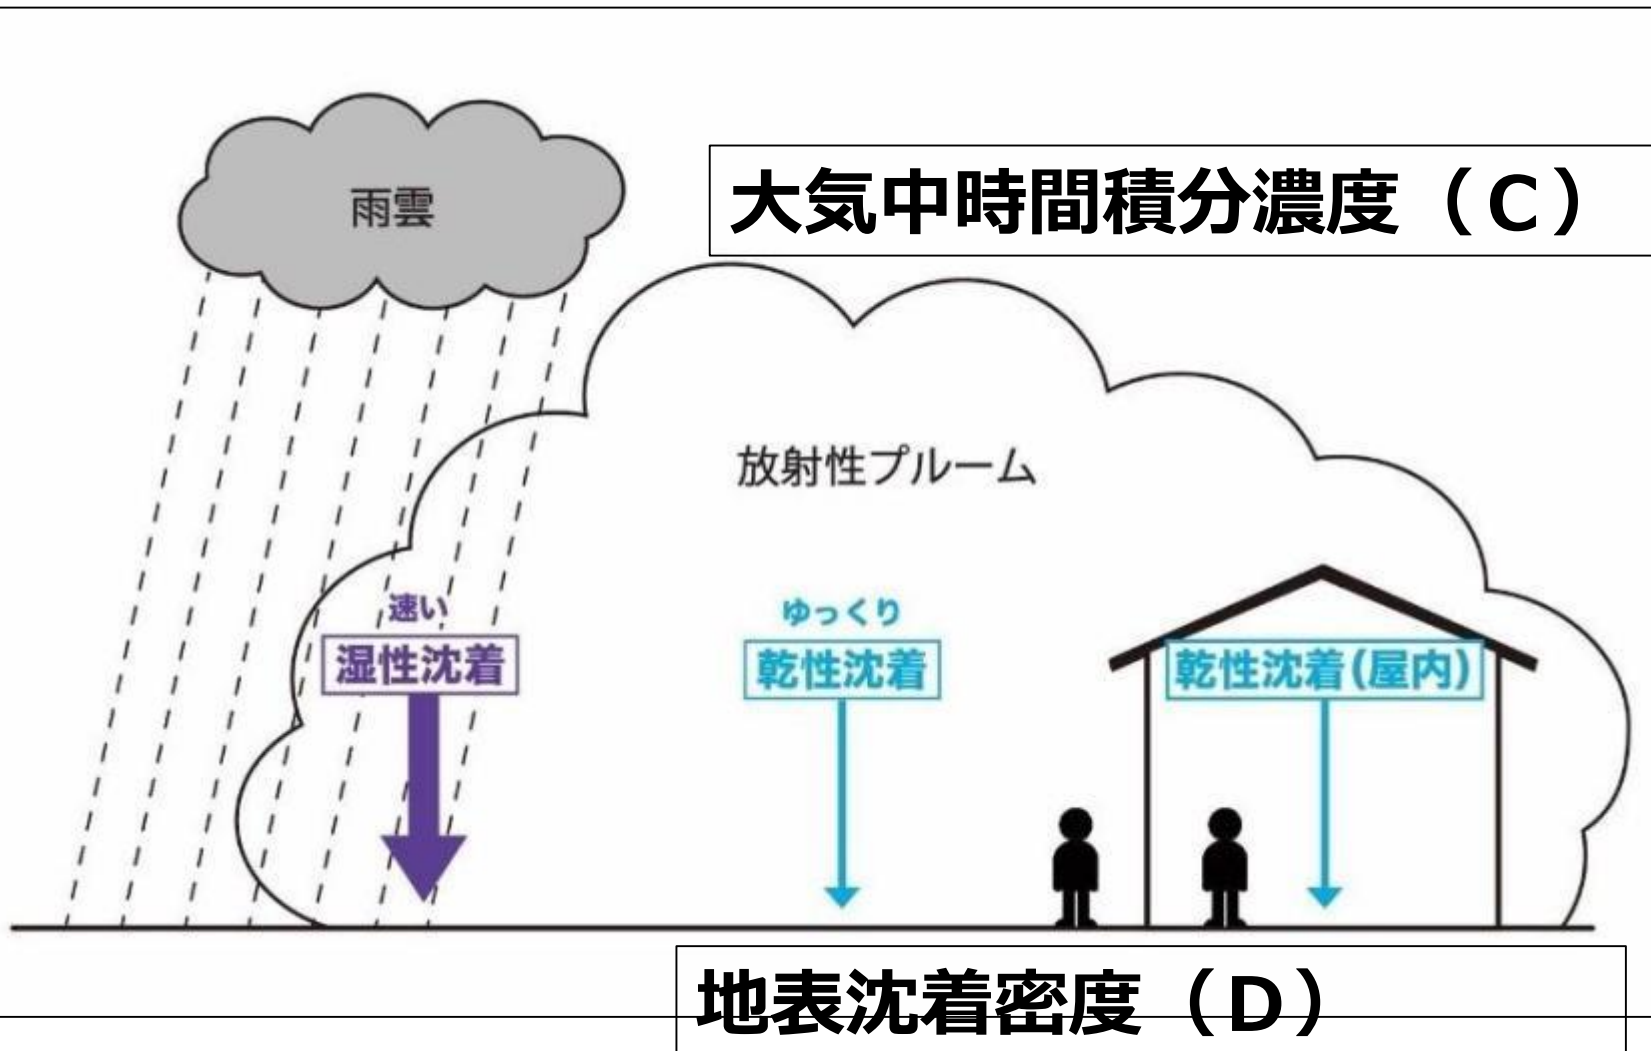 雨雲
大気中時間積分濃度（C）
放射性プルーム
速い
湿性沈着
ゆっくり
乾性沈着
乾性沈着(屋内)
地表沈着密度（D）